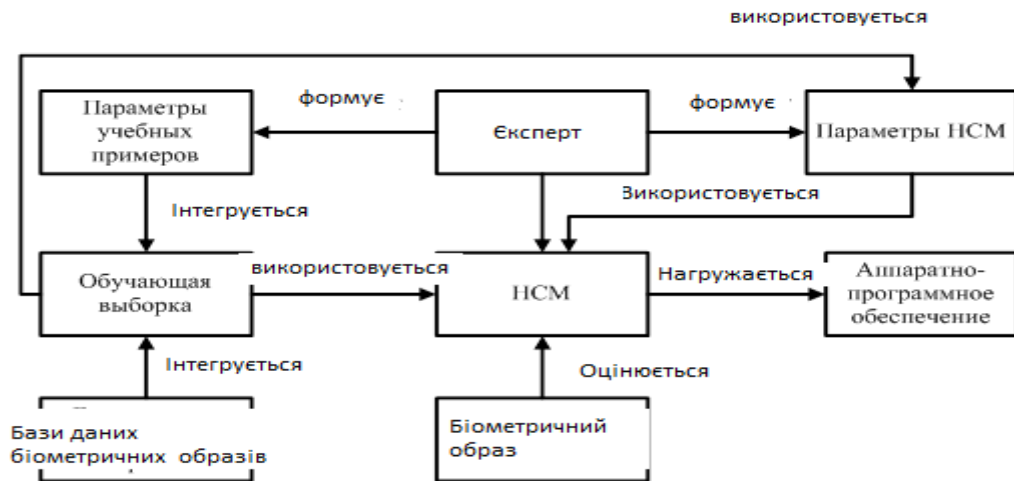 використовується
формує
формує
Параметры
учебных
примеров
Єксперт
Параметры НСМ
Інтегрується
Використовується
Обучающая
выборка
використовується
НСМ
Нагружається
Аппаратно-
программное
обеспечение
Інтегрується
Оцінюється
Бази даних
біометричних образів
Біометричний
образ